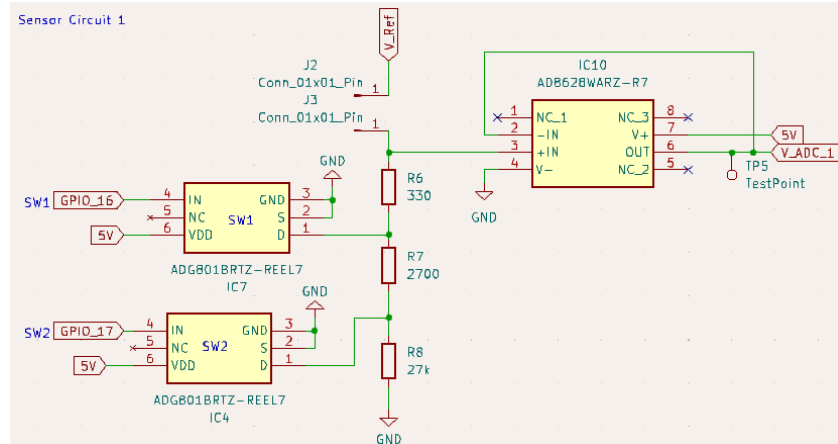 Sensor Circuit 1
V_Ref
J2
Conn_01x01_Pin
1
J3
Conn_01x01_Pin
1
IC10
AD8628WARZ-R7
1 NC_1 NC_3 8
2 -IN V+ 7 5V
3 +IN OUT 6 V_ADC_1
4 V- NC_2 5
TP5
TestPoint
GND
GND
R6
330
SW1 GPIO_16 4 IN GND 3
5 NC SW1 S 2
5V 6 VDD D 1
ADG801BRTZ-REEL7
IC7
R7
2700
GND
SW2 GPIO_17 4 IN GND 3
5 NC SW2 S 2
5V 6 VDD D 1
ADG801BRTZ-REEL7
IC4
R8
27k
GND